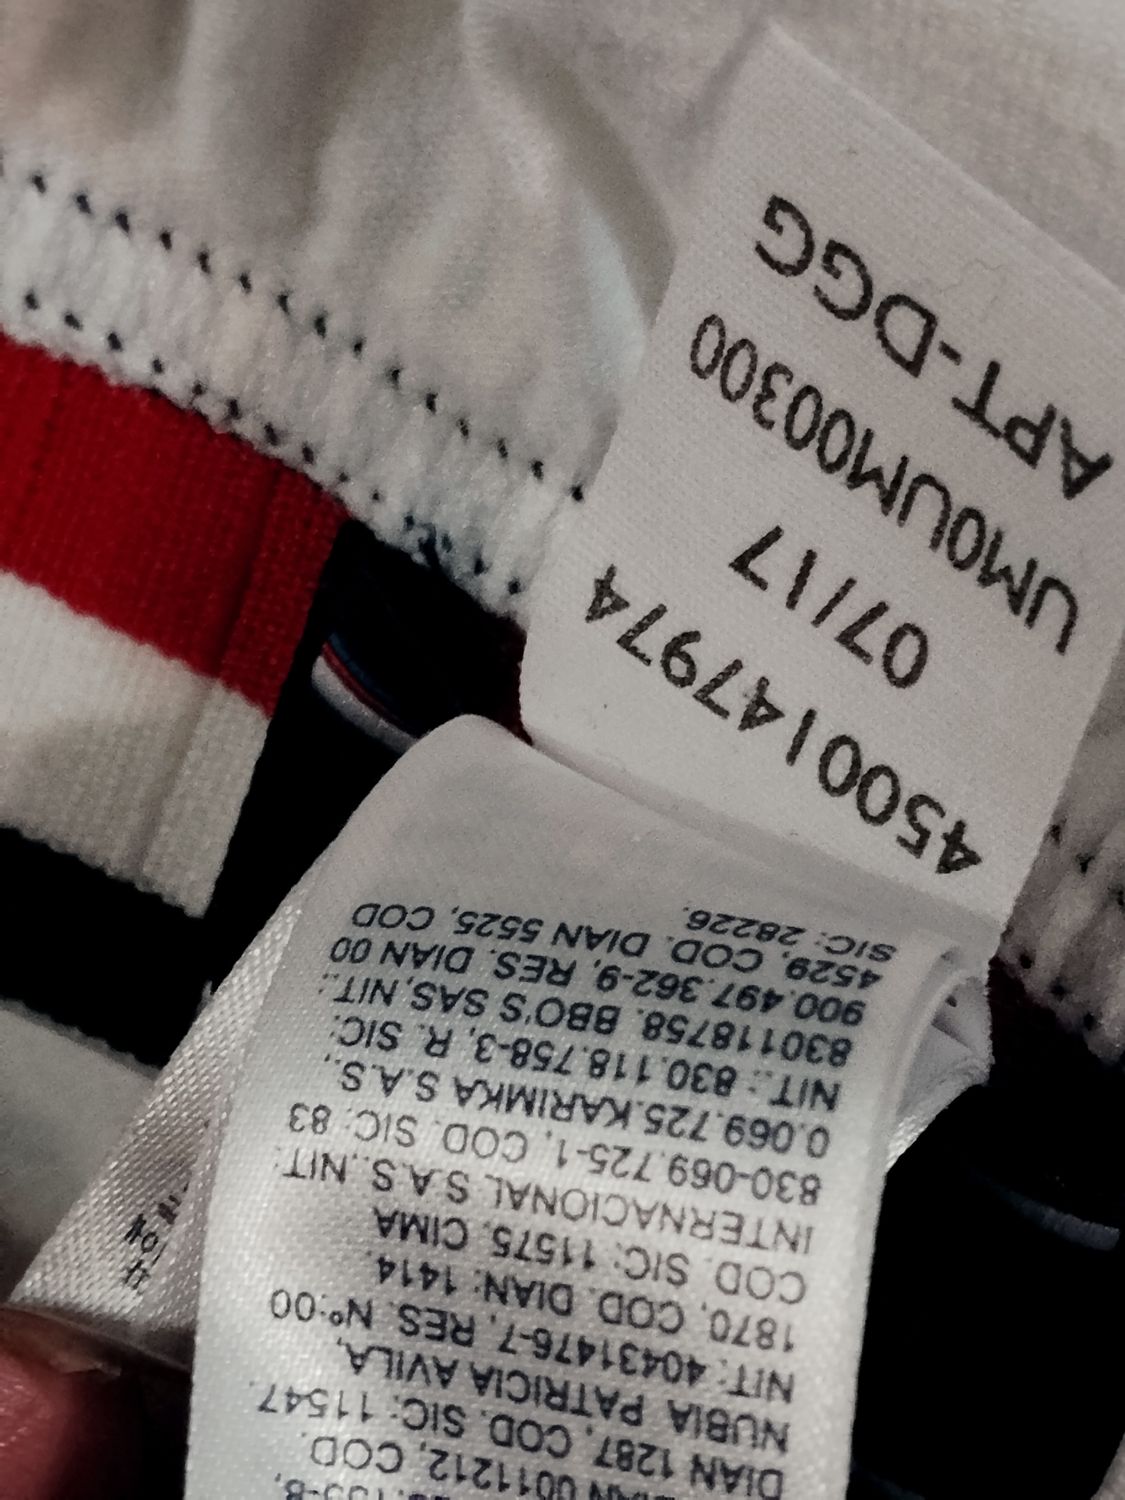 4500147974
07/17
UM0UM00300
APT-DGG
DIAN 0011212, COD.
DIAN 1287, COD. SIC: 11547.
NUBIA PATRICIA AVILA,
NIT: 40431476-7, RES. Nº:00
1870, COD. DIAN: 1414,
COD. SIC: 11575. CIMA
INTERNACIONAL S.A.S., NIT:
830-069.725-1, COD. SIC: 83
0.069.725.KARIMKA S.A.S.,
NIT.: 830.118.758-3, R. SIC:
830118758. BBO'S SAS, NIT.:
900.497.362-9, RES. DIAN 00
4529, COD. DIAN 5525, COD
SIC: 28226.